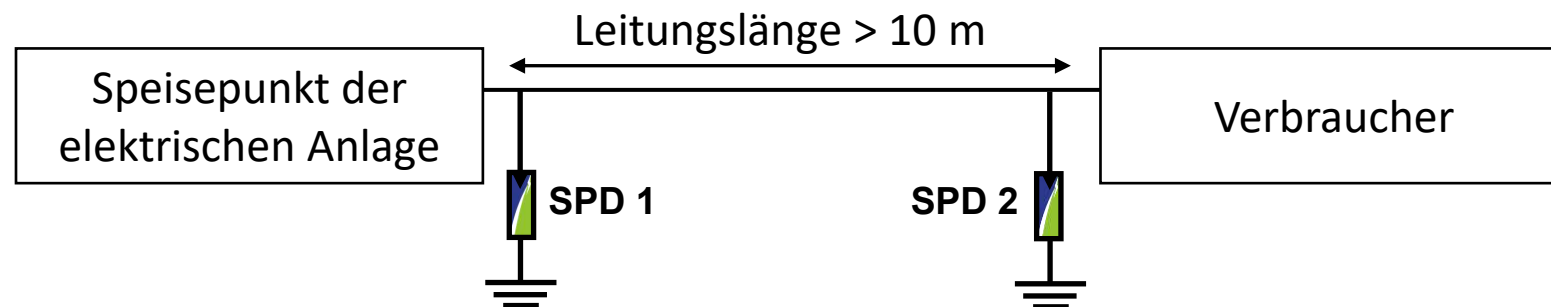 Leitungslänge > 10 m
Speisepunkt der
elektrischen Anlage
Verbraucher
SPD 1
SPD 2